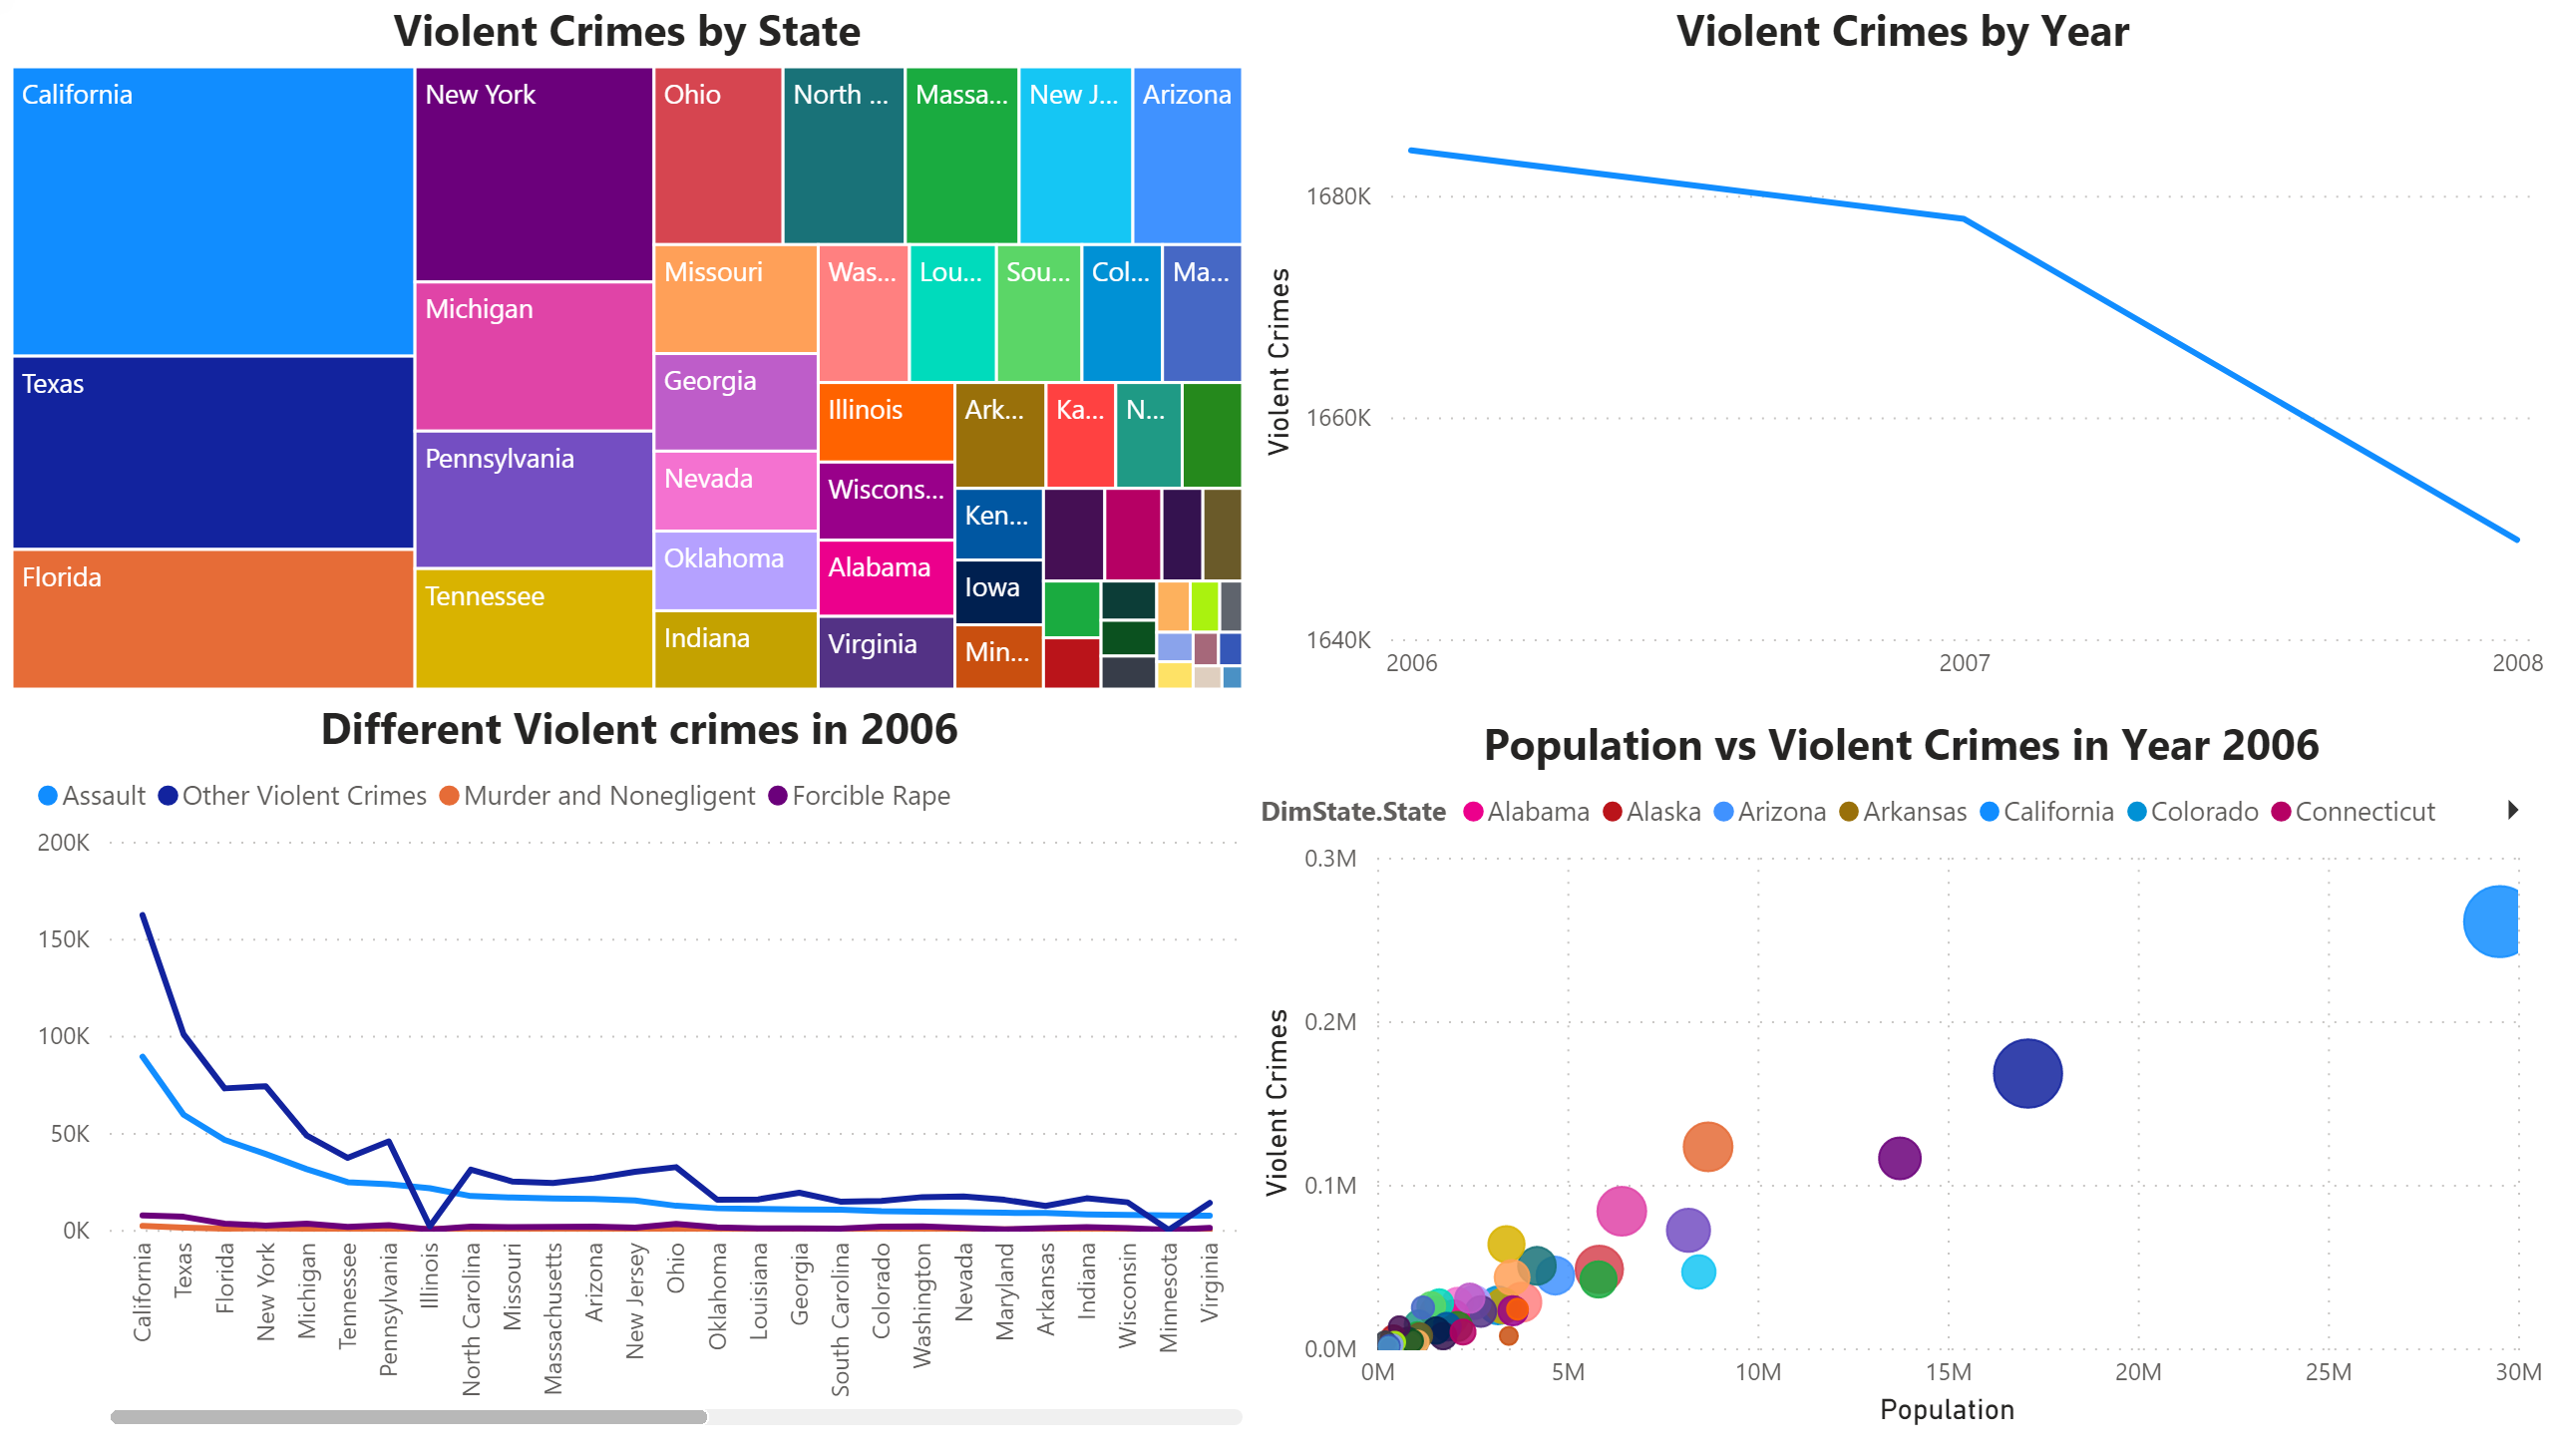 Violent Crimes by State
California
New York
Ohio
North ...
Massa...
New J...
Arizona
Missouri
Was...
Lou...
Sou...
Col...
Ma...
Michigan
Texas
Georgia
Illinois
Ark...
Ka...
N...
Pennsylvania
Nevada
Wiscons...
Ken...
Oklahoma
Alabama
Iowa
Florida
Tennessee
Indiana
Virginia
Min...
Violent Crimes by Year
Violent Crimes
1680K
1660K
1640K
2006
2007
2008
Different Violent crimes in 2006
Assault
Other Violent Crimes
Murder and Nonegligent
Forcible Rape
200K
150K
100K
50K
0K
California
Texas
Florida
New York
Michigan
Tennessee
Pennsylvania
Illinois
North Carolina
Missouri
Massachusetts
Arizona
New Jersey
Ohio
Oklahoma
Louisiana
Georgia
South Carolina
Colorado
Washington
Nevada
Maryland
Arkansas
Indiana
Wisconsin
Minnesota
Virginia
Population vs Violent Crimes in Year 2006
DimState.State
Alabama
Alaska
Arizona
Arkansas
California
Colorado
Connecticut
Violent Crimes
0.3M
0.2M
0.1M
0.0M
0M
5M
10M
15M
20M
25M
30M
Population